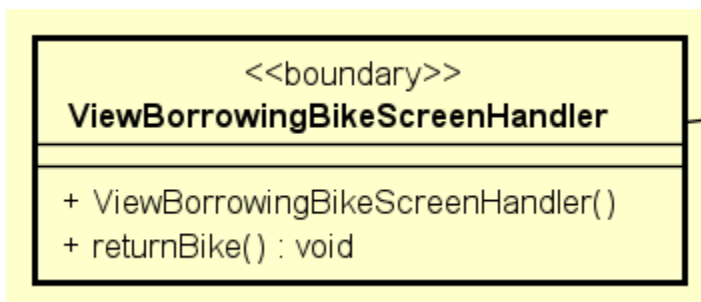 <<boundary>>
ViewBorrowingBikeScreenHandler
+ ViewBorrowingBikeScreenHandler()
+ returnBike() : void